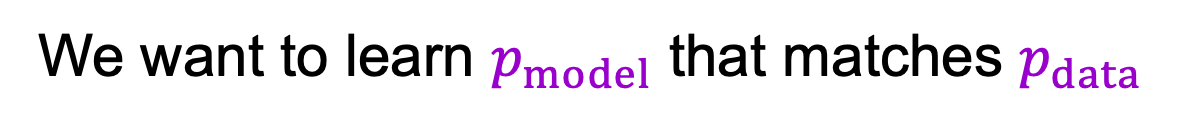 We want to learn p_model that matches p_data